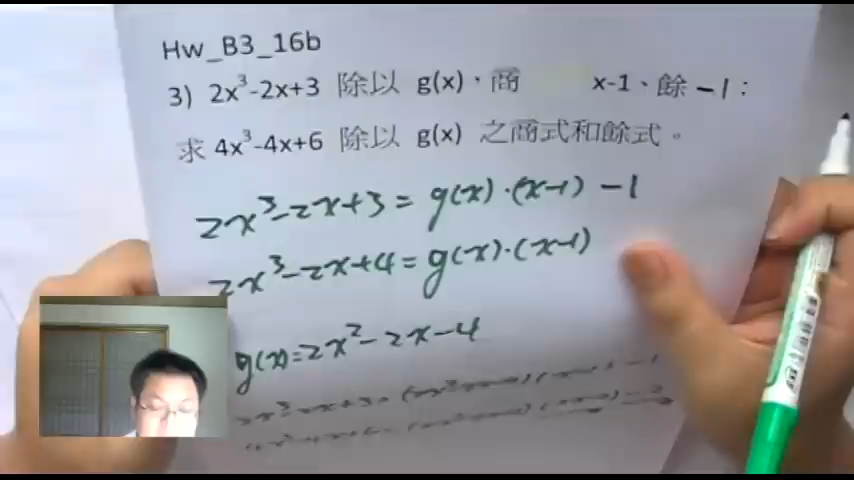 Hw_B3_16b
3) 2x³-2x+3 除以 g(x)、商 x-1、餘 -1：
求 4x³-4x+6 除以 g(x) 之商式和餘式。
2x³-2x+3=g(x)·(x-1)-1
2x³-2x+4=g(x)·(x-1)
g(x)=2x²-2x-4